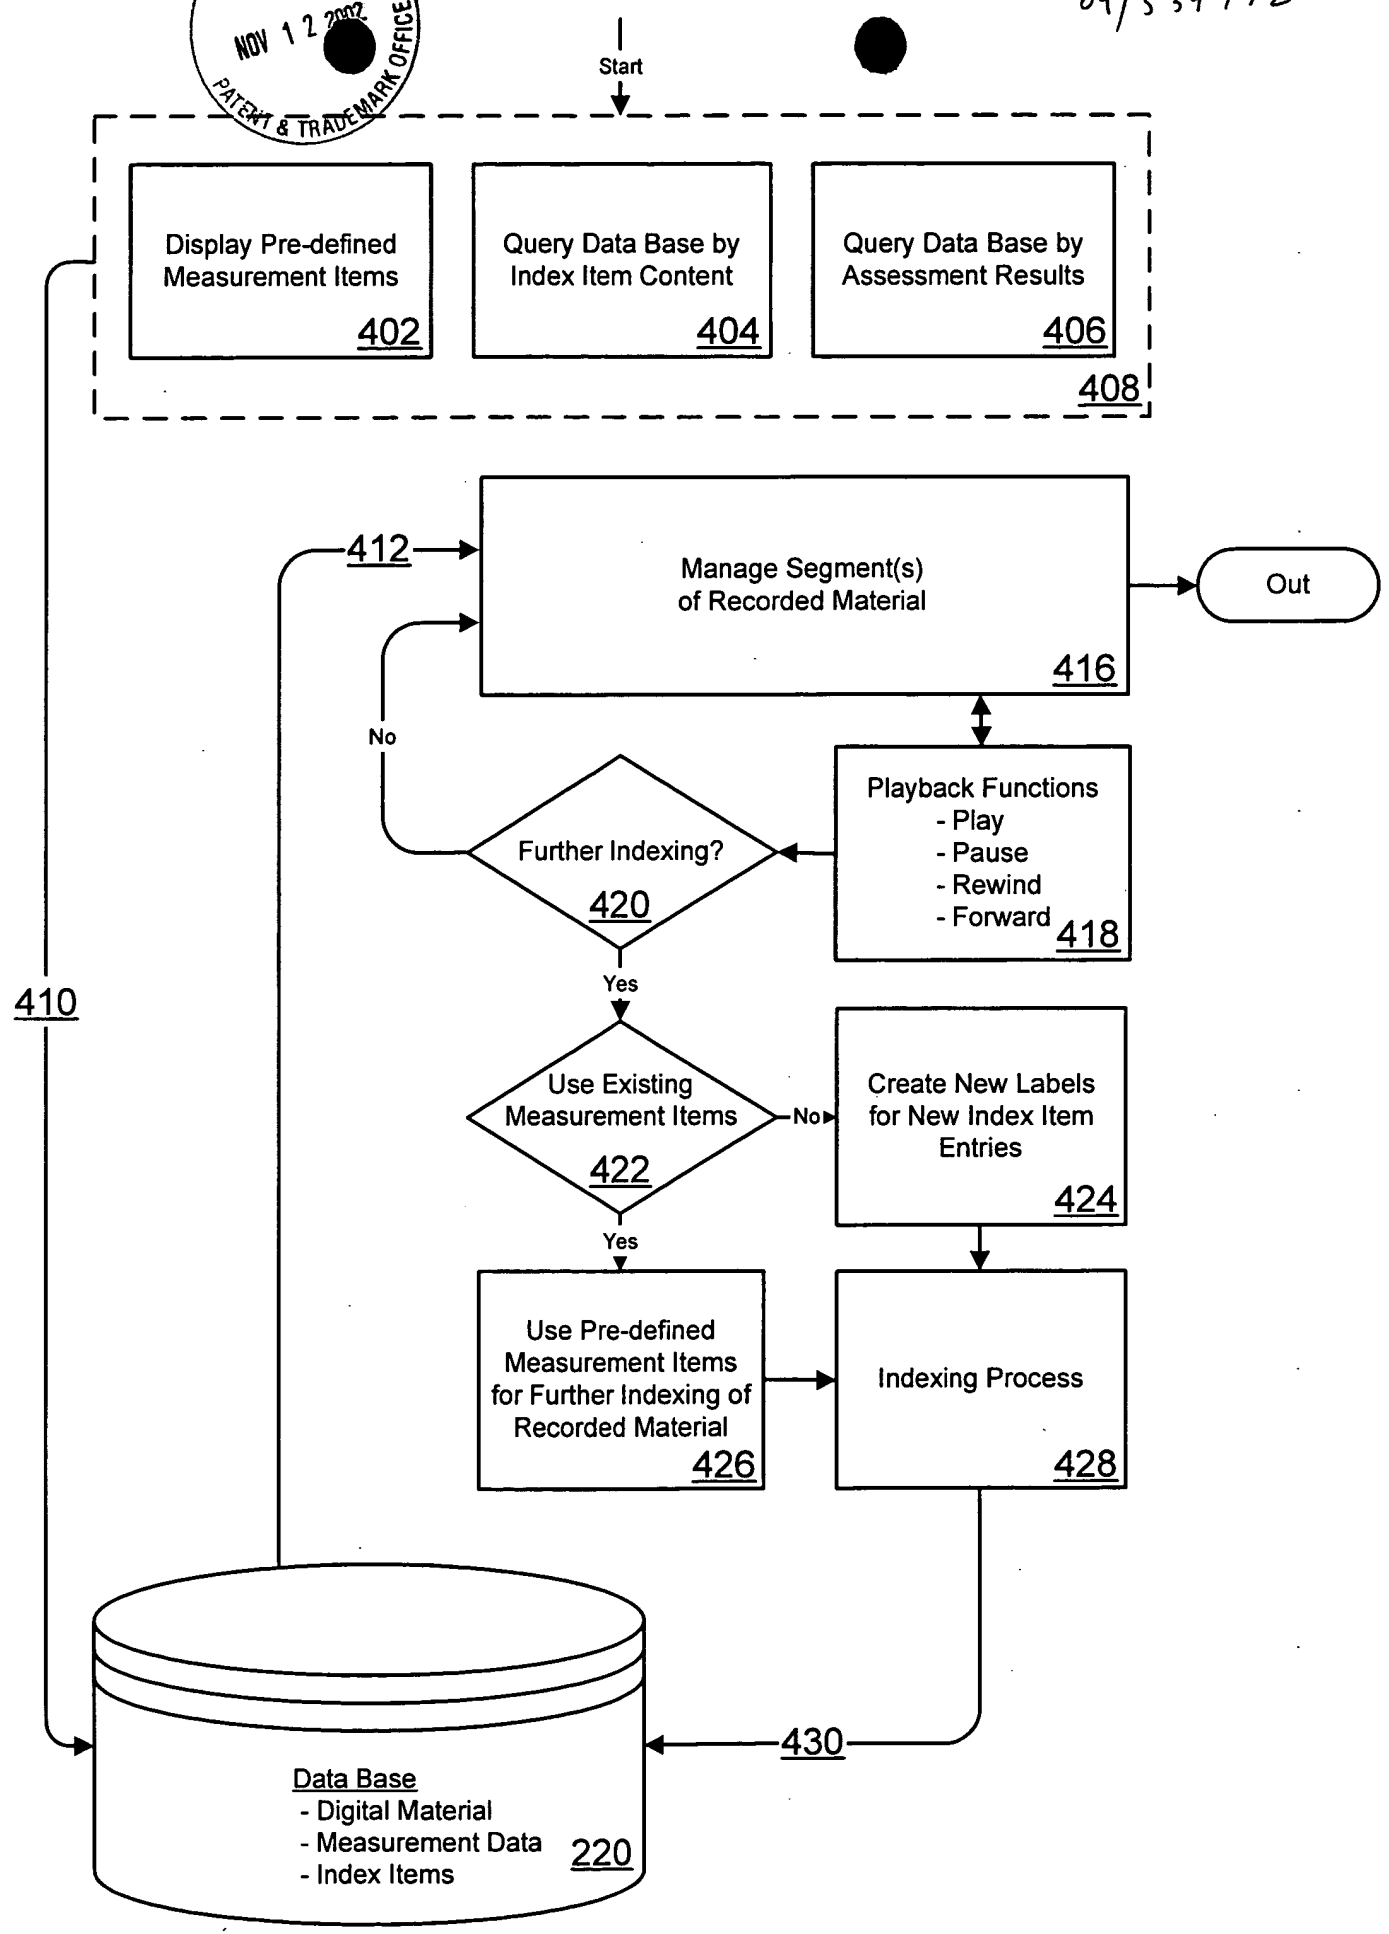 NOV 1 2 2002
PATENT & TRADEMARK OFFICE
Start
Display Pre-defined
Measurement Items
402
Query Data Base by
Index Item Content
404
Query Data Base by
Assessment Results
406
408
412
Manage Segment(s)
of Recorded Material
416
Out
No
Playback Functions
- Play
- Pause
- Rewind
- Forward
418
Further Indexing?
420
Yes
410
Use Existing
Measurement Items
422
No
Create New Labels
for New Index Item
Entries
424
Yes
Use Pre-defined
Measurement Items
for Further Indexing of
Recorded Material
426
Indexing Process
428
430
Data Base
- Digital Material
- Measurement Data
- Index Items
220